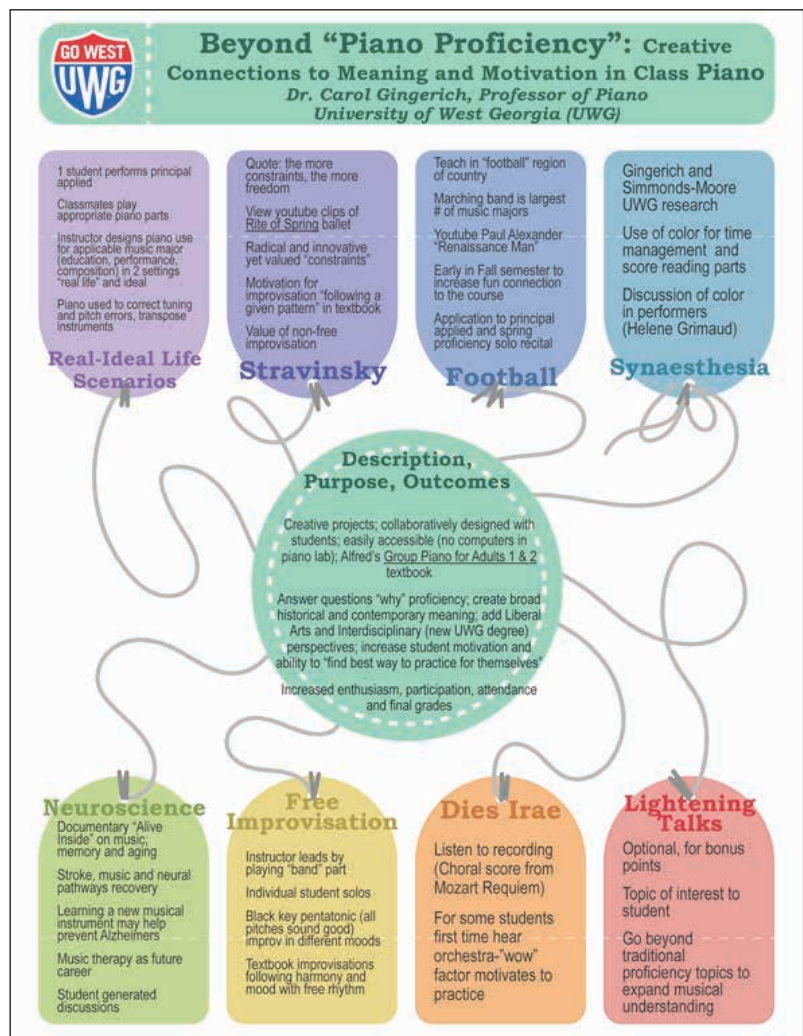 GO WEST
UWG
Beyond “Piano Proficiency”: Creative
Connections to Meaning and Motivation in Class Piano
Dr. Carol Gingerich, Professor of Piano
University of West Georgia (UWG)
1 student performs principal
applied
Classmates play
appropriate piano parts
Instructor designs piano use
for applicable music major
(education, performance,
composition) in 2 settings
“real life” and ideal
Piano used to correct tuning
and pitch errors, transpose
instruments
Real-Ideal Life
Scenarios
Quote: the more
constraints, the more
freedom
View youtube clips of
Rite of Spring ballet
Radical and innovative
yet valued “constraints”
Motivation for
improvisation “following a
given pattern” in textbook
Value of non-free
improvisation
Stravinsky
Teach in “football” region
of country
Marching band is largest
# of music majors
Youtube Paul Alexander
“Renaissance Man”
Early in Fall semester to
increase fun connection
to the course
Application to principal
applied and spring
proficiency solo recital
Football
Gingerich and
Simmonds-Moore
UWG research
Use of color for time
management and
score reading parts
Discussion of color
in performers
(Helene Grimaud)
Synaesthesia
Description,
Purpose, Outcomes
Creative projects; collaboratively designed with
students; easily accessible (no computers in
piano lab); Alfred's Group Piano for Adults 1 & 2
textbook
Answer questions “why” proficiency; create broad
historical and contemporary meaning; add Liberal
Arts and Interdisciplinary (new UWG degree)
perspectives; increase student motivation and
ability to “find best way to practice for themselves”
Increased enthusiasm, participation, attendance
and final grades
Neuroscience
Documentary “Alive
Inside” on music,
memory and aging
Stroke, music and neural
pathways recovery
Learning a new musical
instrument may help
prevent Alzheimers
Music therapy as future
career
Student generated
discussions
Free
Improvisation
Instructor leads by
playing “band” part
Individual student solos
Black key pentatonic (all
pitches sound good)
improv in different moods
Textbook improvisations
following harmony and
mood with free rhythm
Dies Irae
Listen to recording
(Choral score from
Mozart Requiem)
For some students
first time hear
orchestra-”wow”
factor motivates to
practice
Lightening
Talks
Optional, for bonus
points
Topic of interest to
student
Go beyond
traditional
proficiency topics to
expand musical
understanding